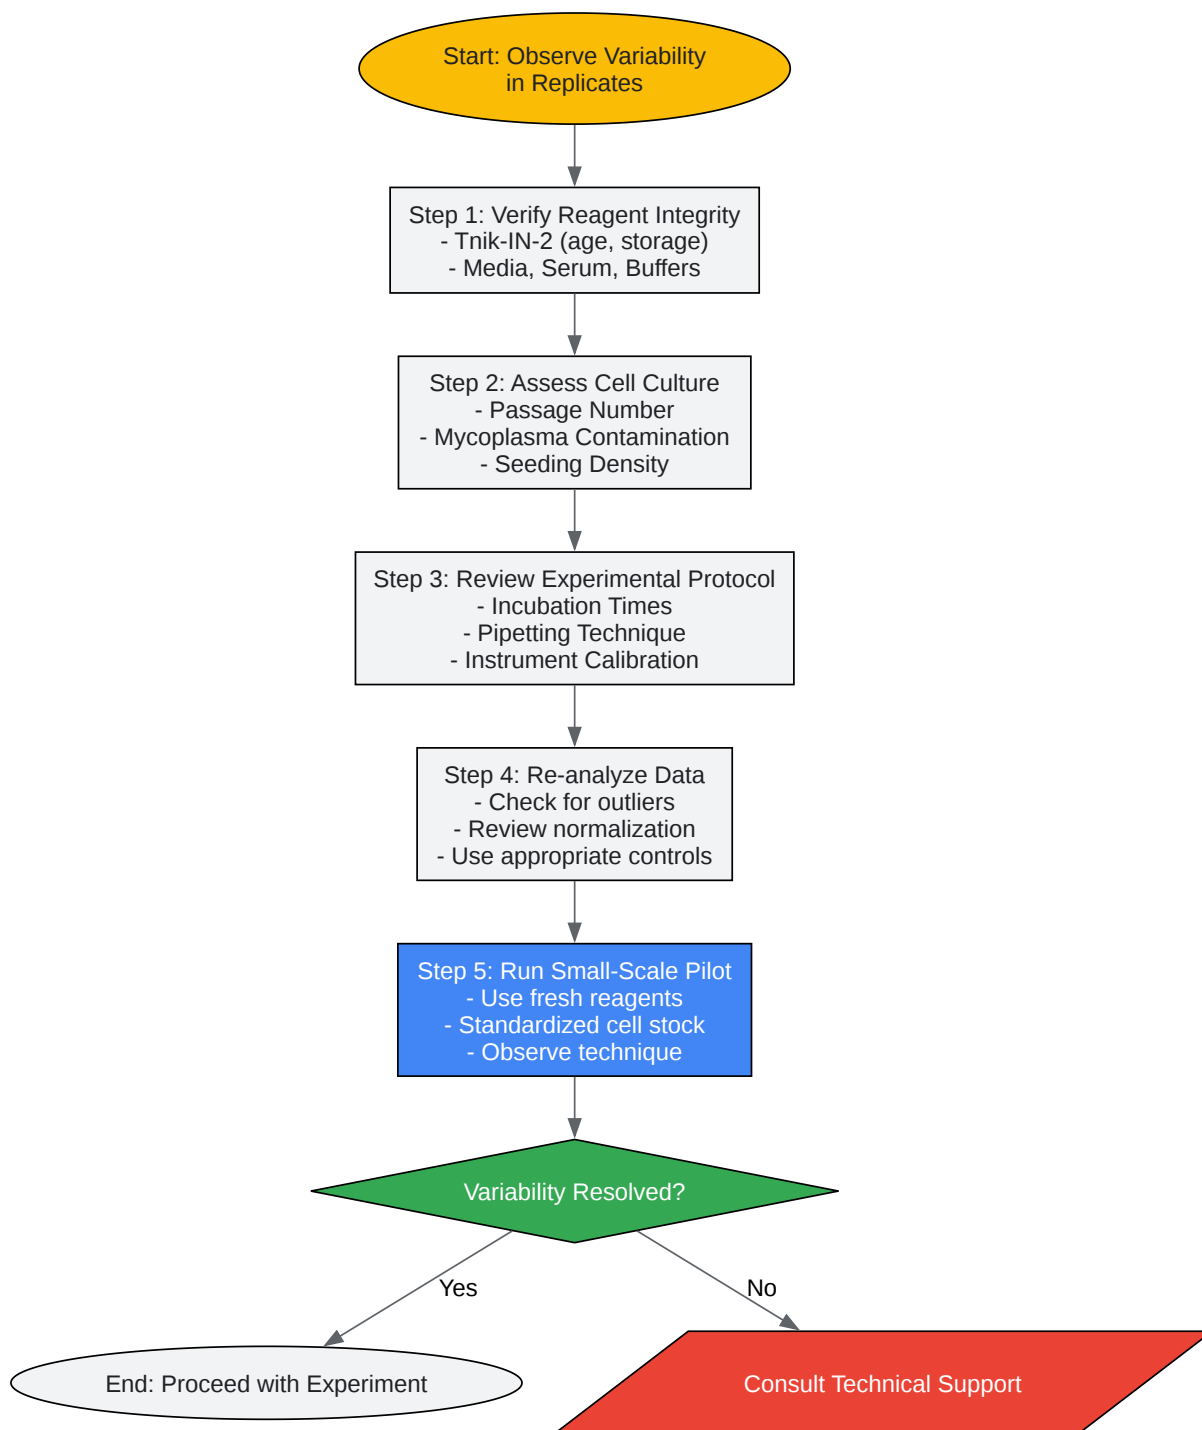 Start: Observe Variability
in Replicates
Step 1: Verify Reagent Integrity
- Tnik-IN-2 (age, storage)
- Media, Serum, Buffers
Step 2: Assess Cell Culture
- Passage Number
- Mycoplasma Contamination
- Seeding Density
Step 3: Review Experimental Protocol
- Incubation Times
- Pipetting Technique
- Instrument Calibration
Step 4: Re-analyze Data
- Check for outliers
- Review normalization
- Use appropriate controls
Step 5: Run Small-Scale Pilot
- Use fresh reagents
- Standardized cell stock
- Observe technique
Variability Resolved?
Yes
No
End: Proceed with Experiment
Consult Technical Support